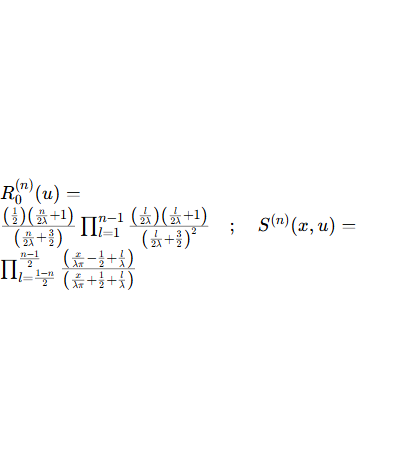 $R_0^{(n)}(u) =$
$\frac{\left(\frac{1}{2}\right)\left(\frac{n}{2\lambda}+1\right)}{\left(\frac{n}{2\lambda}+\frac{3}{2}\right)} \prod_{l=1}^{n-1} \frac{\left(\frac{l}{2\lambda}\right)\left(\frac{l}{2\lambda}+1\right)}{\left(\frac{l}{2\lambda}+\frac{3}{2}\right)^2} \quad ; \quad S^{(n)}(x,u) =$
$\prod_{l=\frac{1-n}{2}}^{\frac{n-1}{2}} \frac{\left(\frac{x}{\lambda\pi}-\frac{1}{2}+\frac{l}{\lambda}\right)}{\left(\frac{x}{\lambda\pi}+\frac{1}{2}+\frac{l}{\lambda}\right)}$